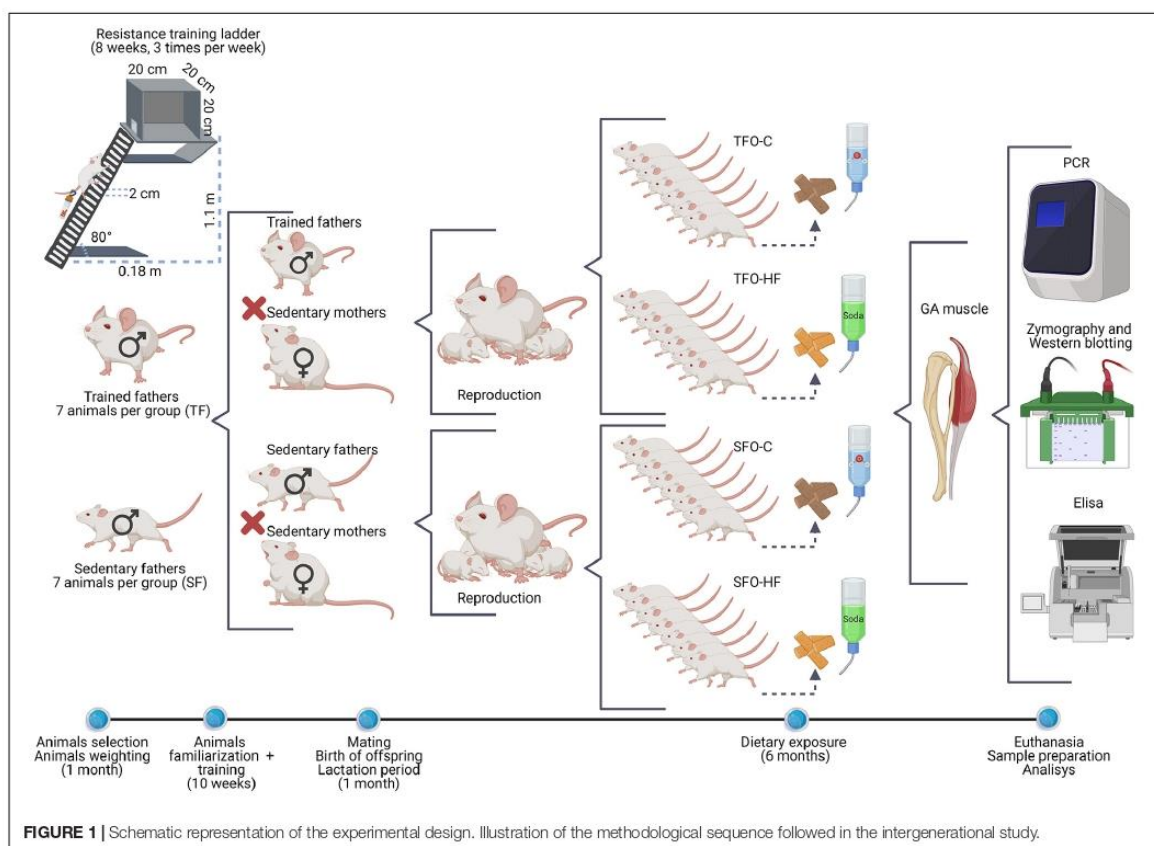 Resistance training ladder
(8 weeks, 3 times per week)
20 cm
20 cm
20 cm
2 cm
1.1 m
80°
0.18 m
Trained fathers
7 animals per group (TF)
Sedentary fathers
7 animals per group (SF)
Trained fathers
Sedentary mothers
Sedentary fathers
Sedentary mothers
Reproduction
Reproduction
TFO-C
TFO-HF
Soda
SFO-C
SFO-HF
Soda
GA muscle
PCR
Zymography and
Western blotting
Elisa
Animals selection
Animals weighting
(1 month)
Animals
familiarization +
training
(10 weeks)
Mating
Birth of offspring
Lactation period
(1 month)
Dietary exposure
(6 months)
Euthanasia
Sample preparation
Analisys
FIGURE 1 | Schematic representation of the experimental design. Illustration of the methodological sequence followed in the intergenerational study.